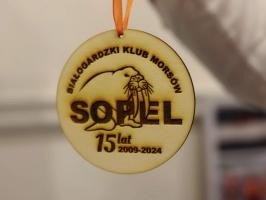 BIAŁOGARDZKI KLUB MORSÓW
SOPEL
15 lat
2009-2024